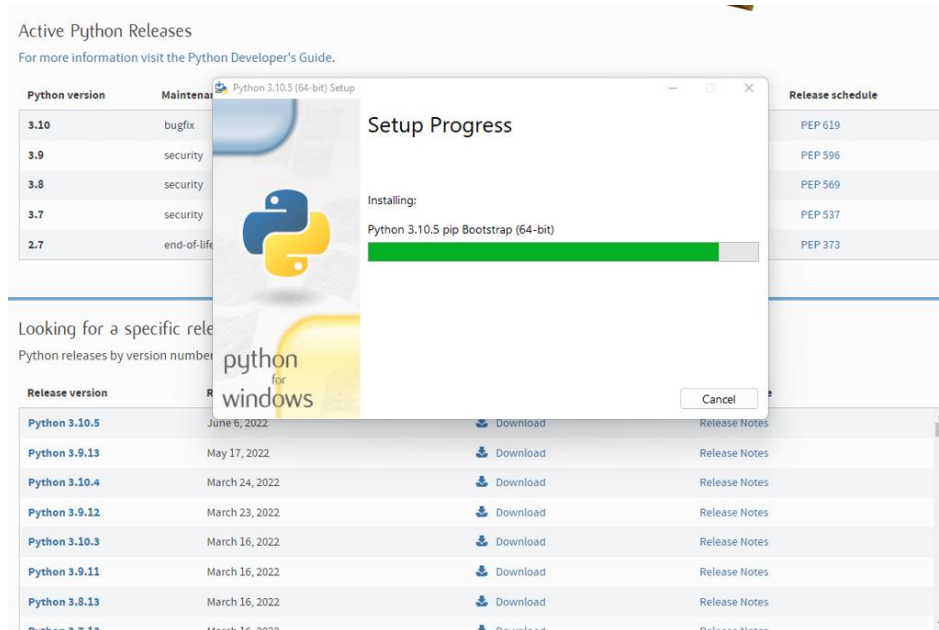 Active Python Releases
For more information visit the Python Developer's Guide.
Python version Release schedule
3.10 bugfix PEP 619
3.9 security PEP 596
3.8 security PEP 569
3.7 security PEP 537
2.7 end-of-life PEP 373
Python 3.10.5 (64-bit) Setup
Setup Progress
Installing:
Python 3.10.5 pip Bootstrap (64-bit)
python
for
windows
Cancel
Looking for a specific
Python releases by version number
Release version
Python 3.10.5 June 6, 2022 Download Release Notes
Python 3.9.13 May 17, 2022 Download Release Notes
Python 3.10.4 March 24, 2022 Download Release Notes
Python 3.9.12 March 23, 2022 Download Release Notes
Python 3.10.3 March 16, 2022 Download Release Notes
Python 3.9.11 March 16, 2022 Download Release Notes
Python 3.8.13 March 16, 2022 Download Release Notes